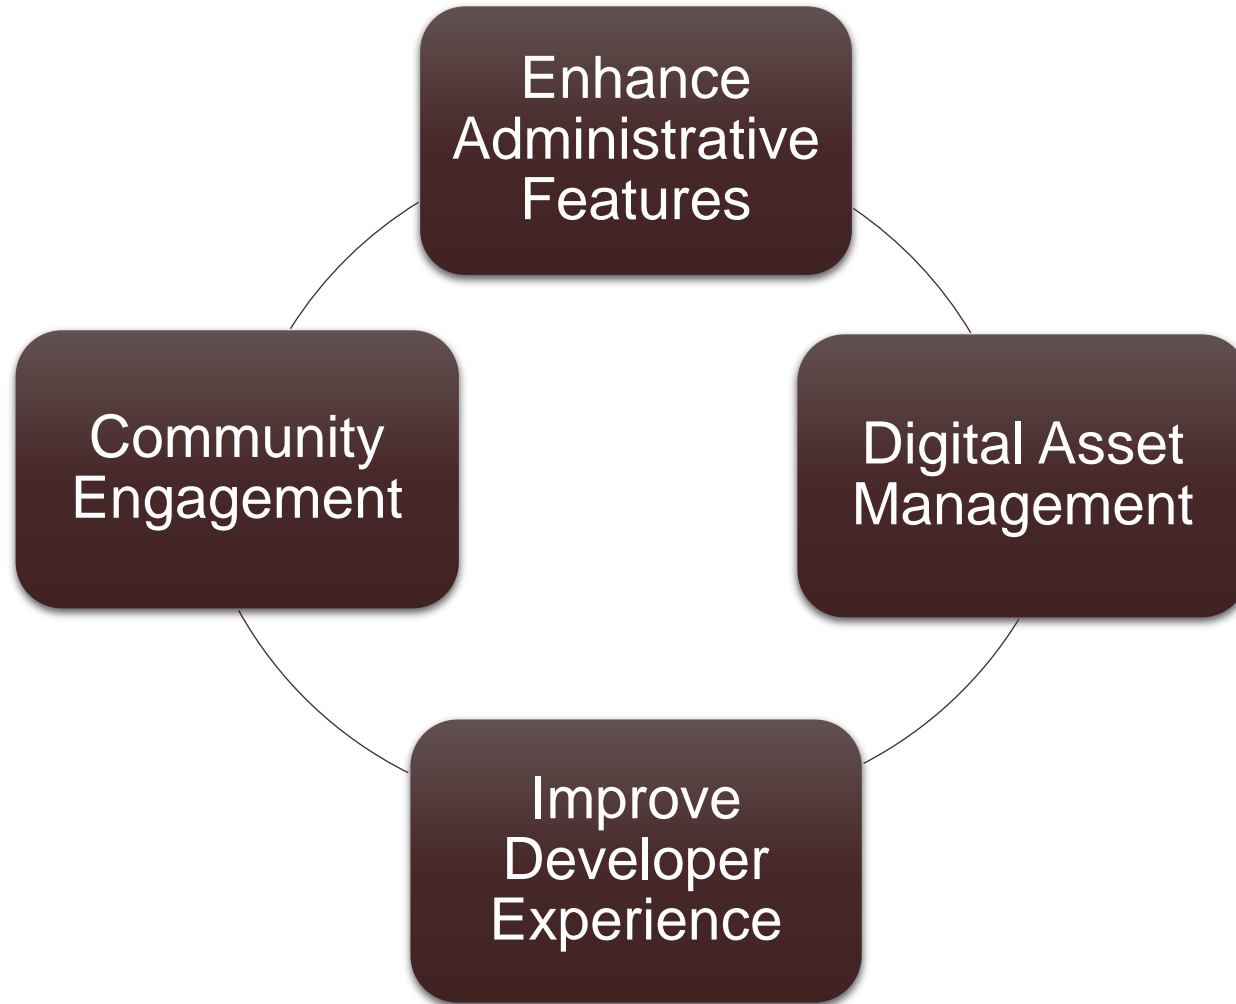 Enhance
Administrative
Features
Community
Engagement
Digital Asset
Management
Improve
Developer
Experience